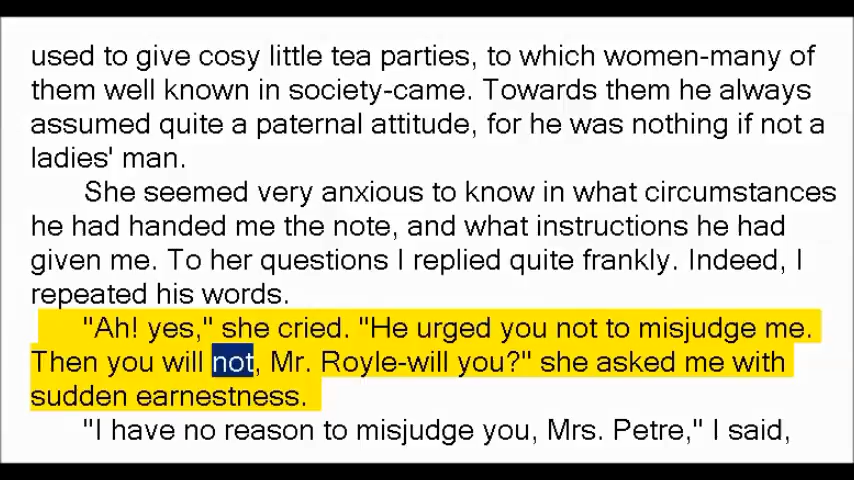 used to give cosy little tea parties, to which women-many of
them well known in society-came. Towards them he always
assumed quite a paternal attitude, for he was nothing if not a
ladies' man.
She seemed very anxious to know in what circumstances
he had handed me the note, and what instructions he had
given me. To her questions I replied quite frankly. Indeed, I
repeated his words.
"Ah! yes," she cried. "He urged you not to misjudge me.
Then you will not, Mr. Royle-will you?" she asked me with
sudden earnestness.
"I have no reason to misjudge you, Mrs. Petre," I said,